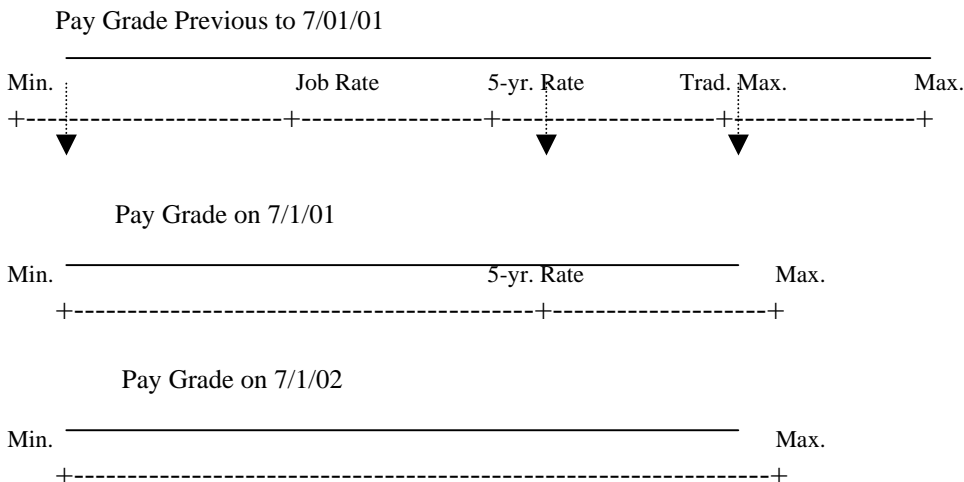 Pay Grade Previous to 7/01/01
Min. Job Rate 5-yr. Rate Trad. Max. Max.
+-------------------------+-------------------+----------------------+-------------------+
Pay Grade on 7/1/01
Min. 5-yr. Rate Max.
+--------------------------------------------+---------------------+
Pay Grade on 7/1/02
Min. Max.
+-------------------------------------------------------------------+